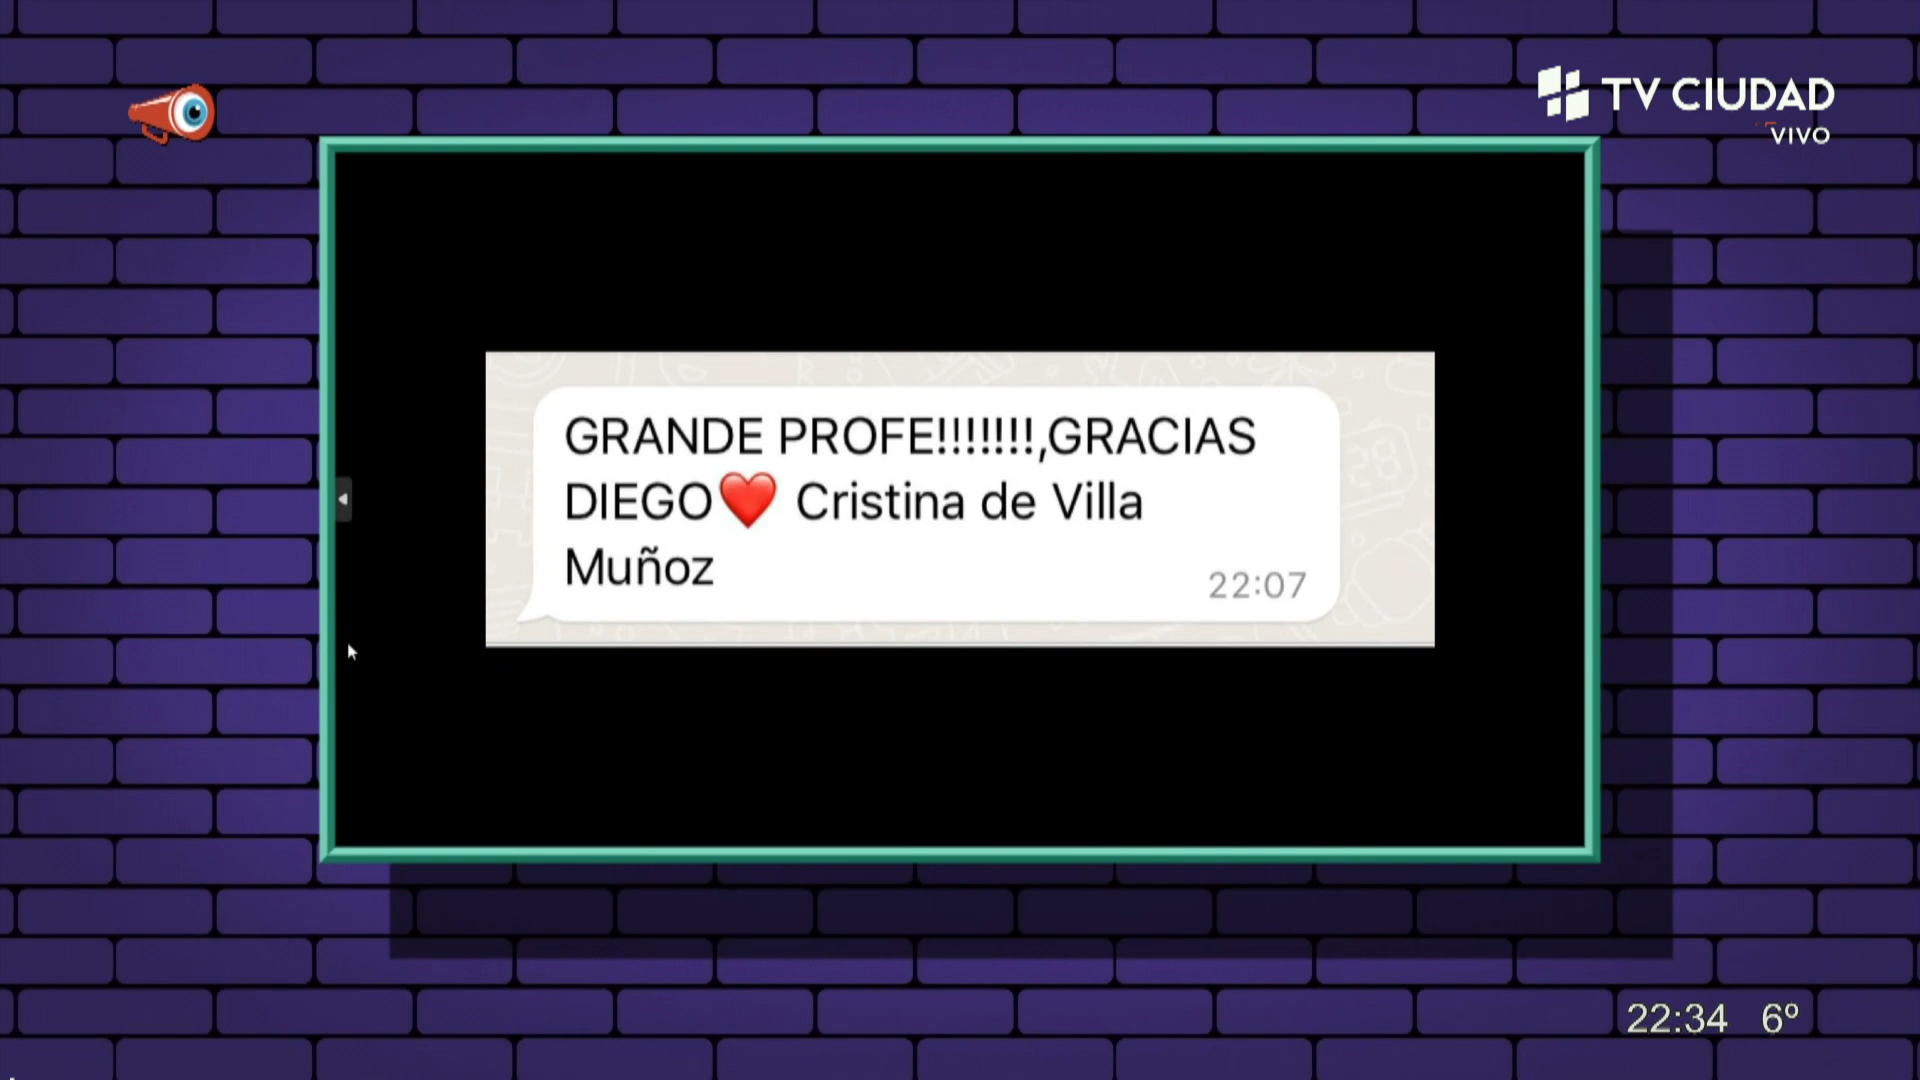 TV CIUDAD
VIVO
GRANDE PROFE!!!!!!!,GRACIAS
DIEGO❤️ Cristina de Villa
Muñoz
22:07
22:34 6º